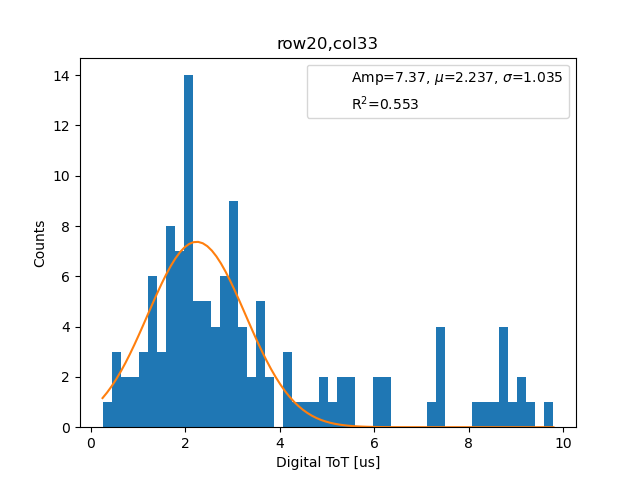 row20,col33
Amp=7.37, μ=2.237, σ=1.035
R²=0.553
14
12
10
8
6
4
2
0
Counts
0 2 4 6 8 10
Digital ToT [us]